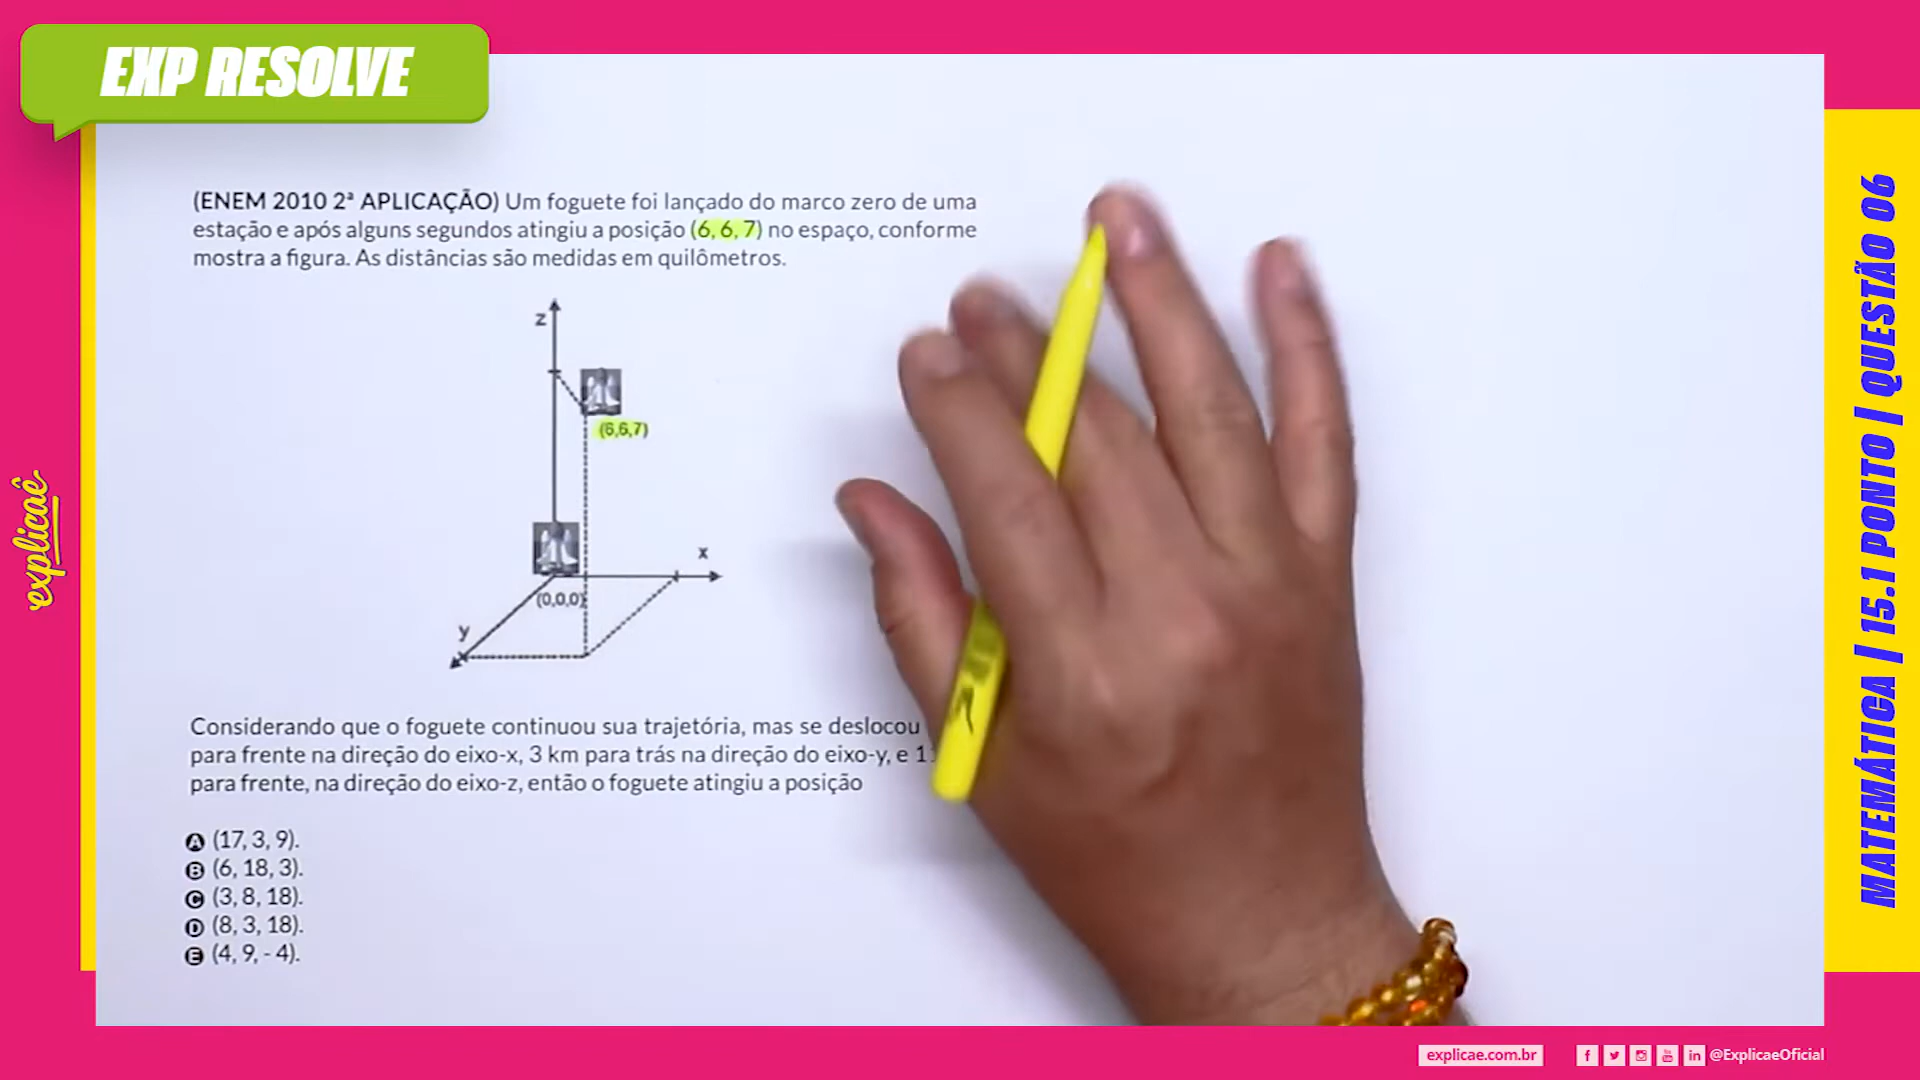 EXP RESOLVE
(ENEM 2010 2ª APLICAÇÃO) Um foguete foi lançado do marco zero de uma
estação e após alguns segundos atingiu a posição (6, 6, 7) no espaço, conforme
mostra a figura. As distâncias são medidas em quilômetros.
z
(6,6,7)
x
(0,0,0)
y
Considerando que o foguete continuou sua trajetória, mas se deslocou
para frente na direção do eixo-x, 3 km para trás na direção do eixo-y, e
para frente, na direção do eixo-z, então o foguete atingiu a posição
A (17, 3, 9).
B (6, 18, 3).
C (3, 8, 18).
D (8, 3, 18).
E (4, 9, - 4).
explicaê
MATEMÁTICA | 15.1 PONTO | QUESTÃO 06
explicae.com.br
@ExplicaeOficial